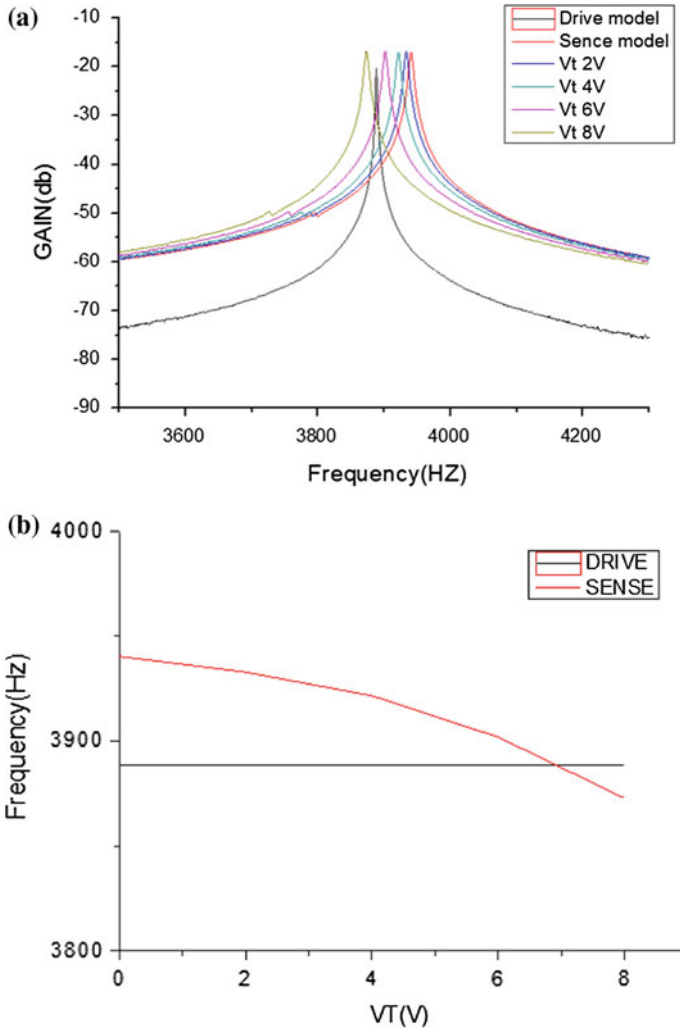 (a)
-10
-20
-30
-40
-50
-60
-70
-80
-90
GAIN(db)
Drive model
Sence model
Vt 2V
Vt 4V
Vt 6V
Vt 8V
3600 3800 4000 4200
Frequency(HZ)
(b)
4000
3900
3800
Frequency(Hz)
DRIVE
SENSE
0 2 4 6 8
VT(V)